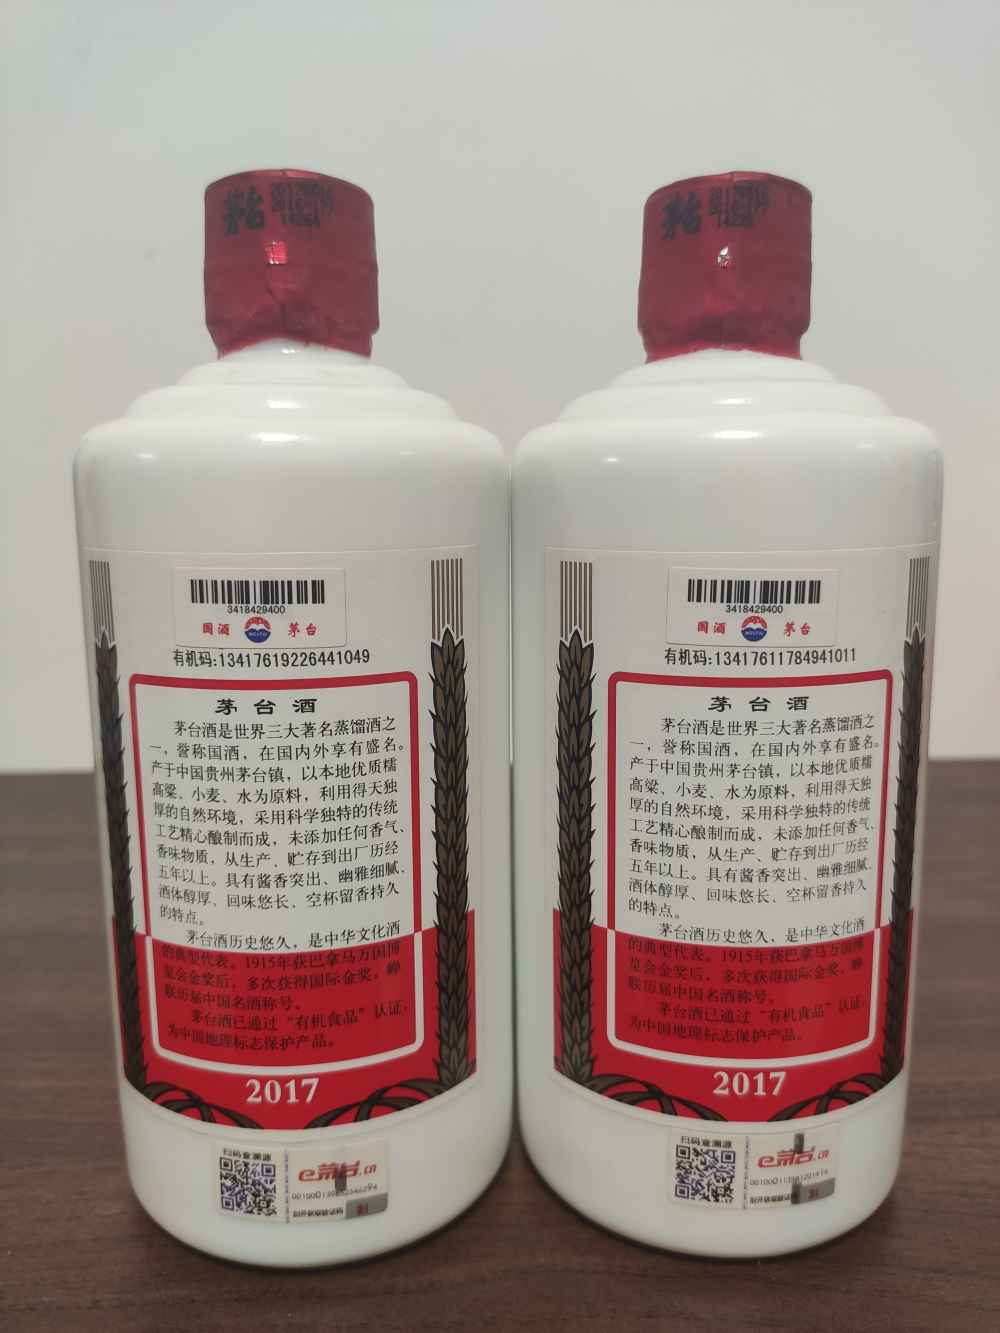 茅台
茅台
3418429400
国酒 茅台
有机码:13417619226441049
茅台酒
茅台酒是世界三大著名蒸馏酒之
一，誉称国酒，在国内外享有盛名。
产于中国贵州茅台镇，以本地优质糯
高粱、小麦、水为原料，利用得天独
厚的自然环境，采用科学独特的传统
工艺精心酿制而成，未添加任何香气、
香味物质，从生产、贮存到出厂历经
五年以上。具有酱香突出、幽雅细腻、
酒体醇厚、回味悠长、空杯留香持久
的特点。
茅台酒历史悠久，是中华文化酒
的典型代表。1915年获巴拿马万国博
览会金奖后，多次获得国际金奖，蝉
联历届中国名酒称号。
茅台酒已通过“有机食品”认证，
为中国地理标志保护产品。
2017
扫码查溯源
e茅台.cn
3418429400
国酒 茅台
有机码:13417611784941011
茅台酒
茅台酒是世界三大著名蒸馏酒之
一，誉称国酒，在国内外享有盛名。
产于中国贵州茅台镇，以本地优质糯
高粱、小麦、水为原料，利用得天独
厚的自然环境，采用科学独特的传统
工艺精心酿制而成，未添加任何香气、
香味物质，从生产、贮存到出厂历经
五年以上。具有酱香突出、幽雅细腻、
酒体醇厚、回味悠长、空杯留香持久
的特点。
茅台酒历史悠久，是中华文化酒
的典型代表。1915年获巴拿马万国博
览会金奖后，多次获得国际金奖，蝉
联历届中国名酒称号。
茅台酒已通过“有机食品”认证，
为中国地理标志保护产品。
2017
扫码查溯源
e茅台.cn